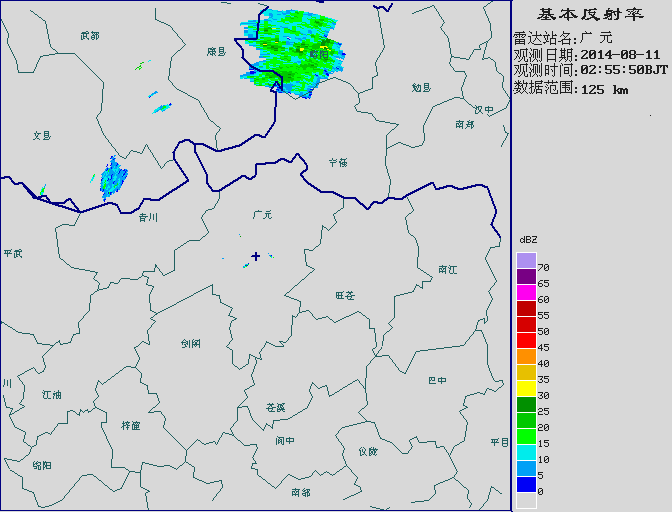 基本反射率
雷达站名:广 元
观测日期:2014-08-11
观测时间:02:55:50BJT
数据范围:125 km
武都
康县
略阳
勉县
汉中
南郑
文县
宁强
青川
广元
平武
南江
旺苍
剑阁
川
江油
巴中
苍溪
梓潼
阆中
仪陇
平昌
绵阳
南部
dBZ
70
65
60
55
50
45
40
35
30
25
20
15
10
5
0